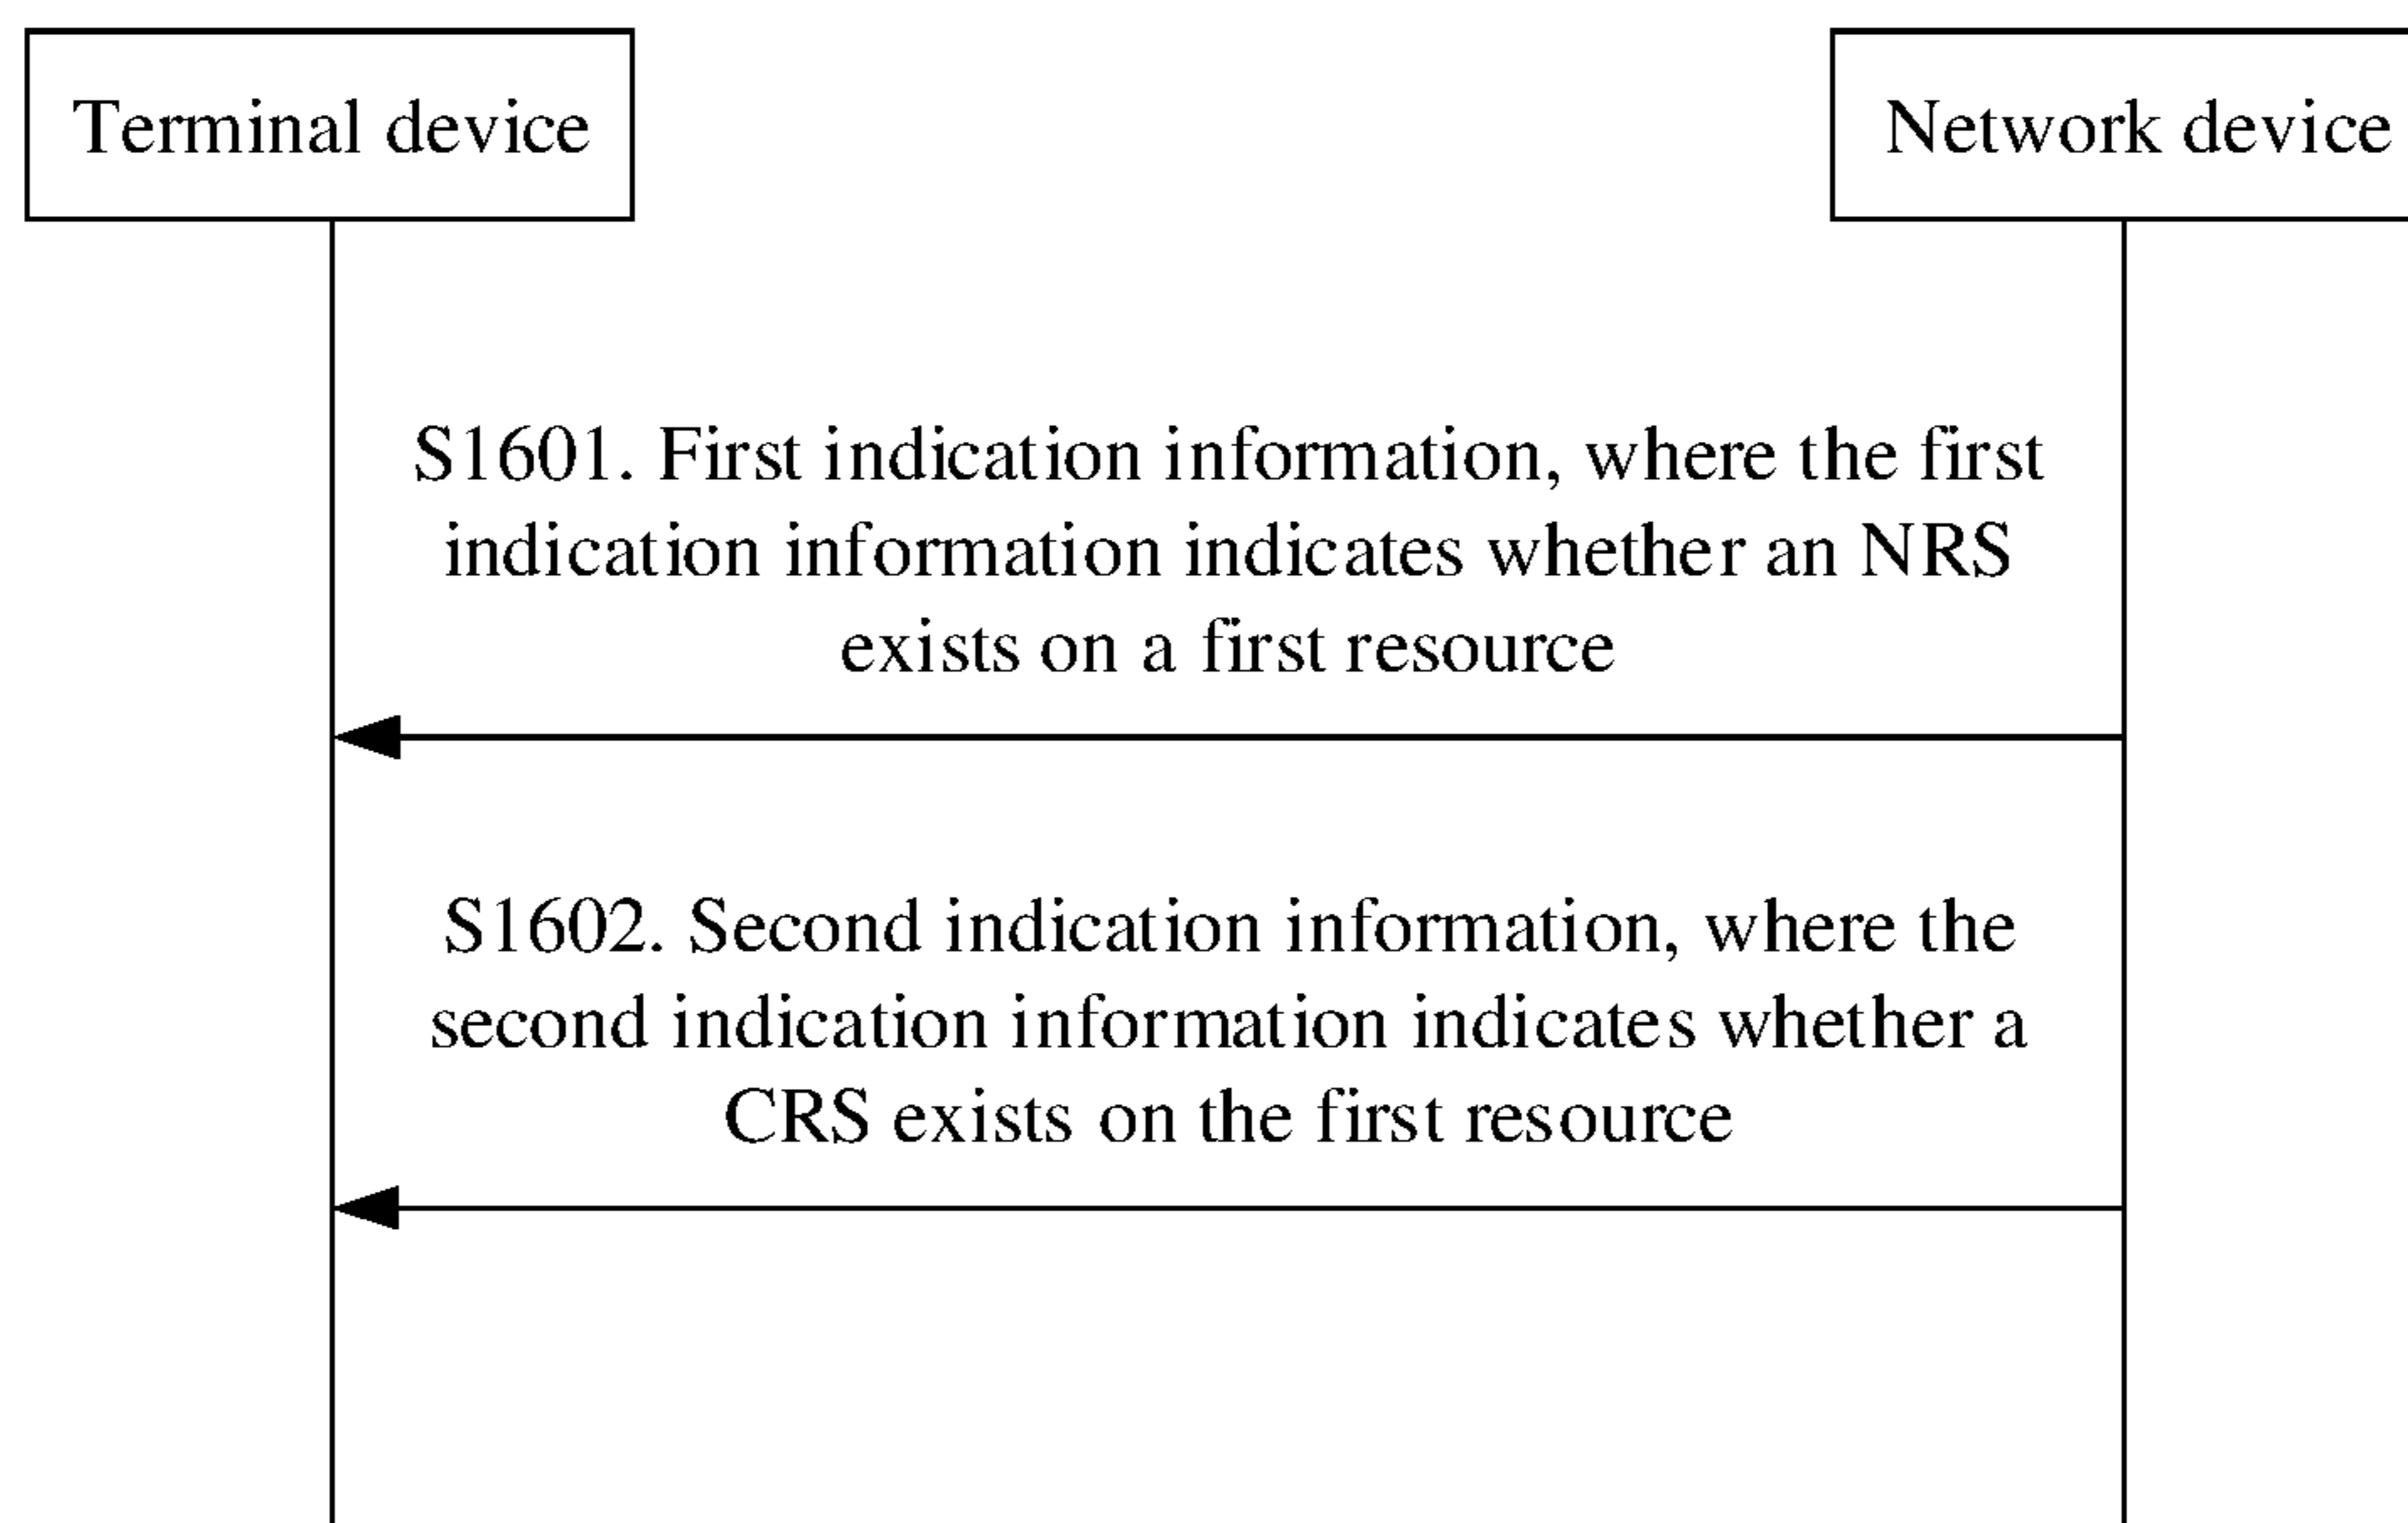 Terminal device
Network device
S1601. First indication information, where the first
indication information indicates whether an NRS
exists on a first resource
S1602. Second indication information, where the
second indication information indicates whether a
CRS exists on the first resource